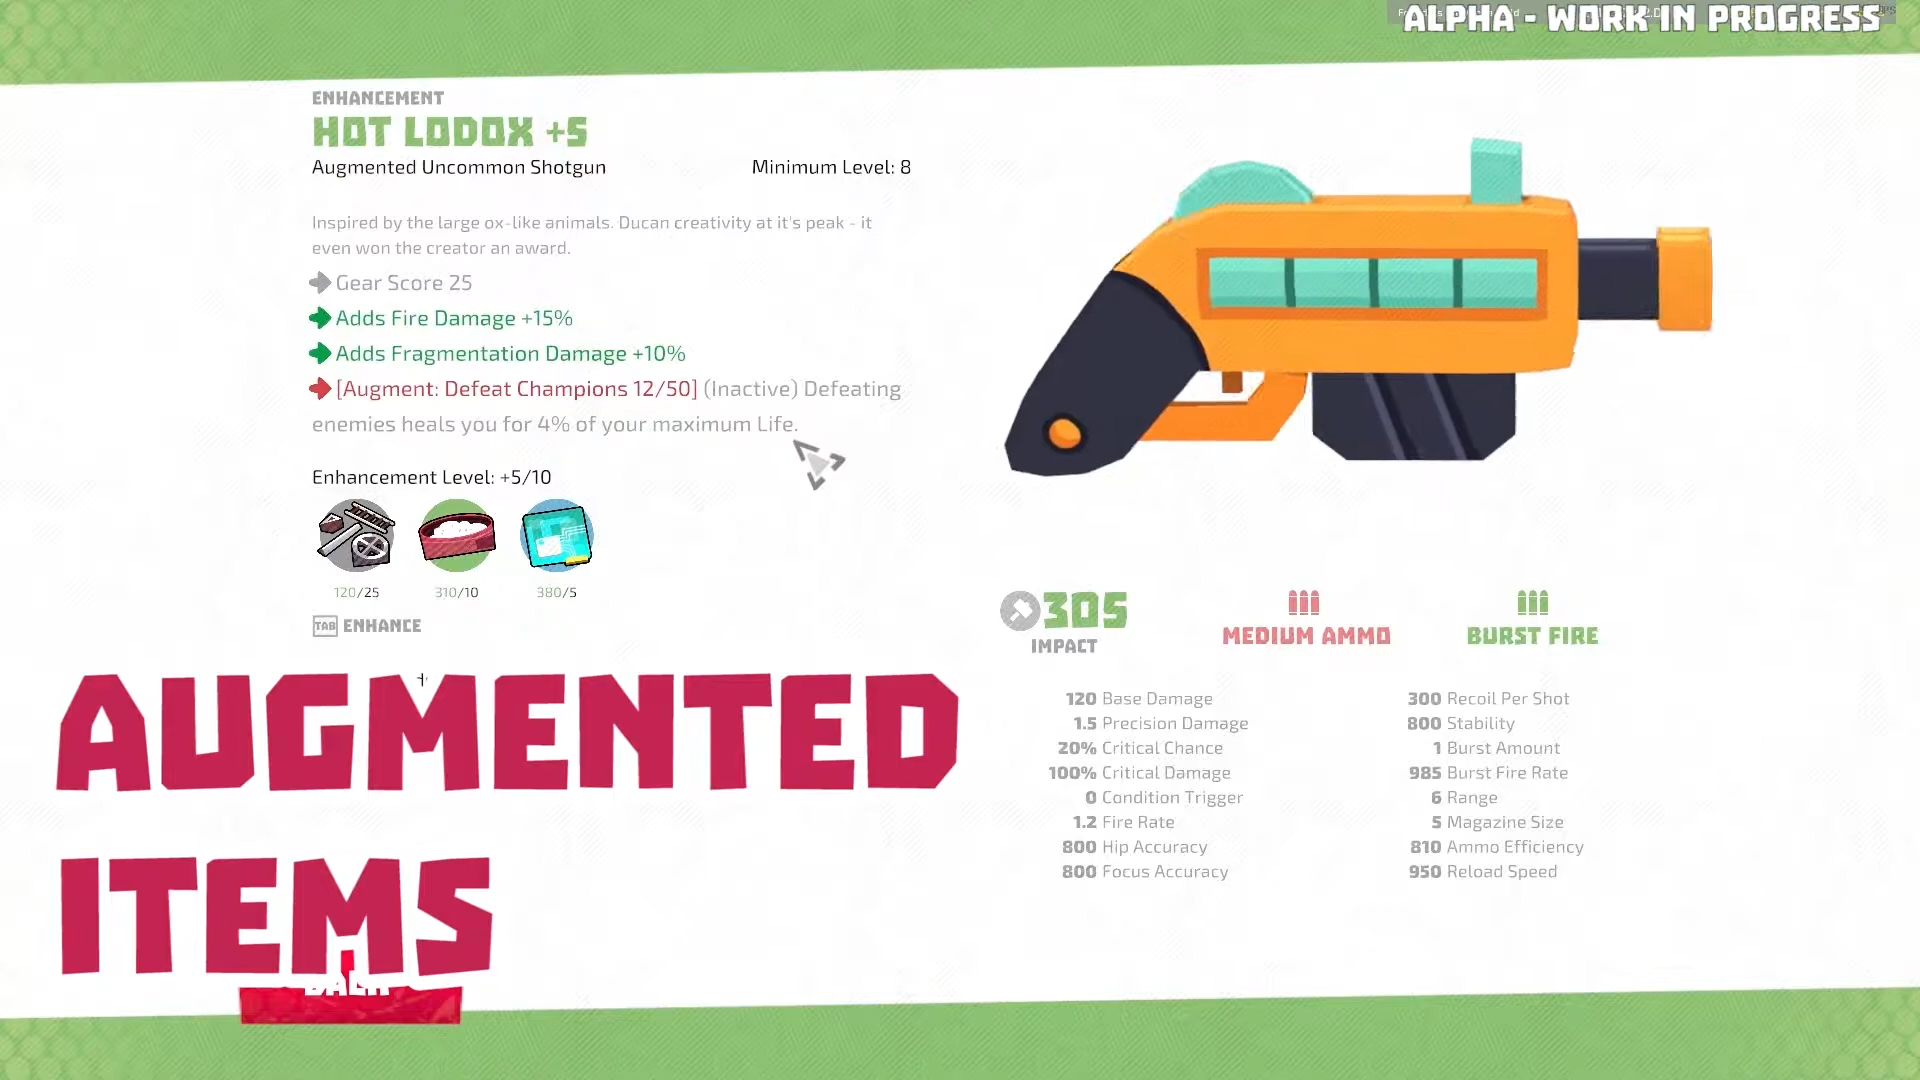 ALPHA - WORK IN PROGRESS
ENHANCEMENT
HOT LODOX +5
Augmented Uncommon Shotgun
Minimum Level: 8
Inspired by the large ox-like animals. Ducan creativity at it's peak - it
even won the creator an award.
Gear Score 25
Adds Fire Damage +15%
Adds Fragmentation Damage +10%
[Augment: Defeat Champions 12/50] (Inactive) Defeating
enemies heals you for 4% of your maximum Life.
Enhancement Level: +5/10
120/25 310/10 380/5
TAB ENHANCE
AUGMENTED
ITEMS
BACK
305
IMPACT
MEDIUM AMMO
BURST FIRE
120 Base Damage
1.5 Precision Damage
20% Critical Chance
100% Critical Damage
0 Condition Trigger
1.2 Fire Rate
800 Hip Accuracy
800 Focus Accuracy
300 Recoil Per Shot
800 Stability
1 Burst Amount
985 Burst Fire Rate
6 Range
5 Magazine Size
810 Ammo Efficiency
950 Reload Speed